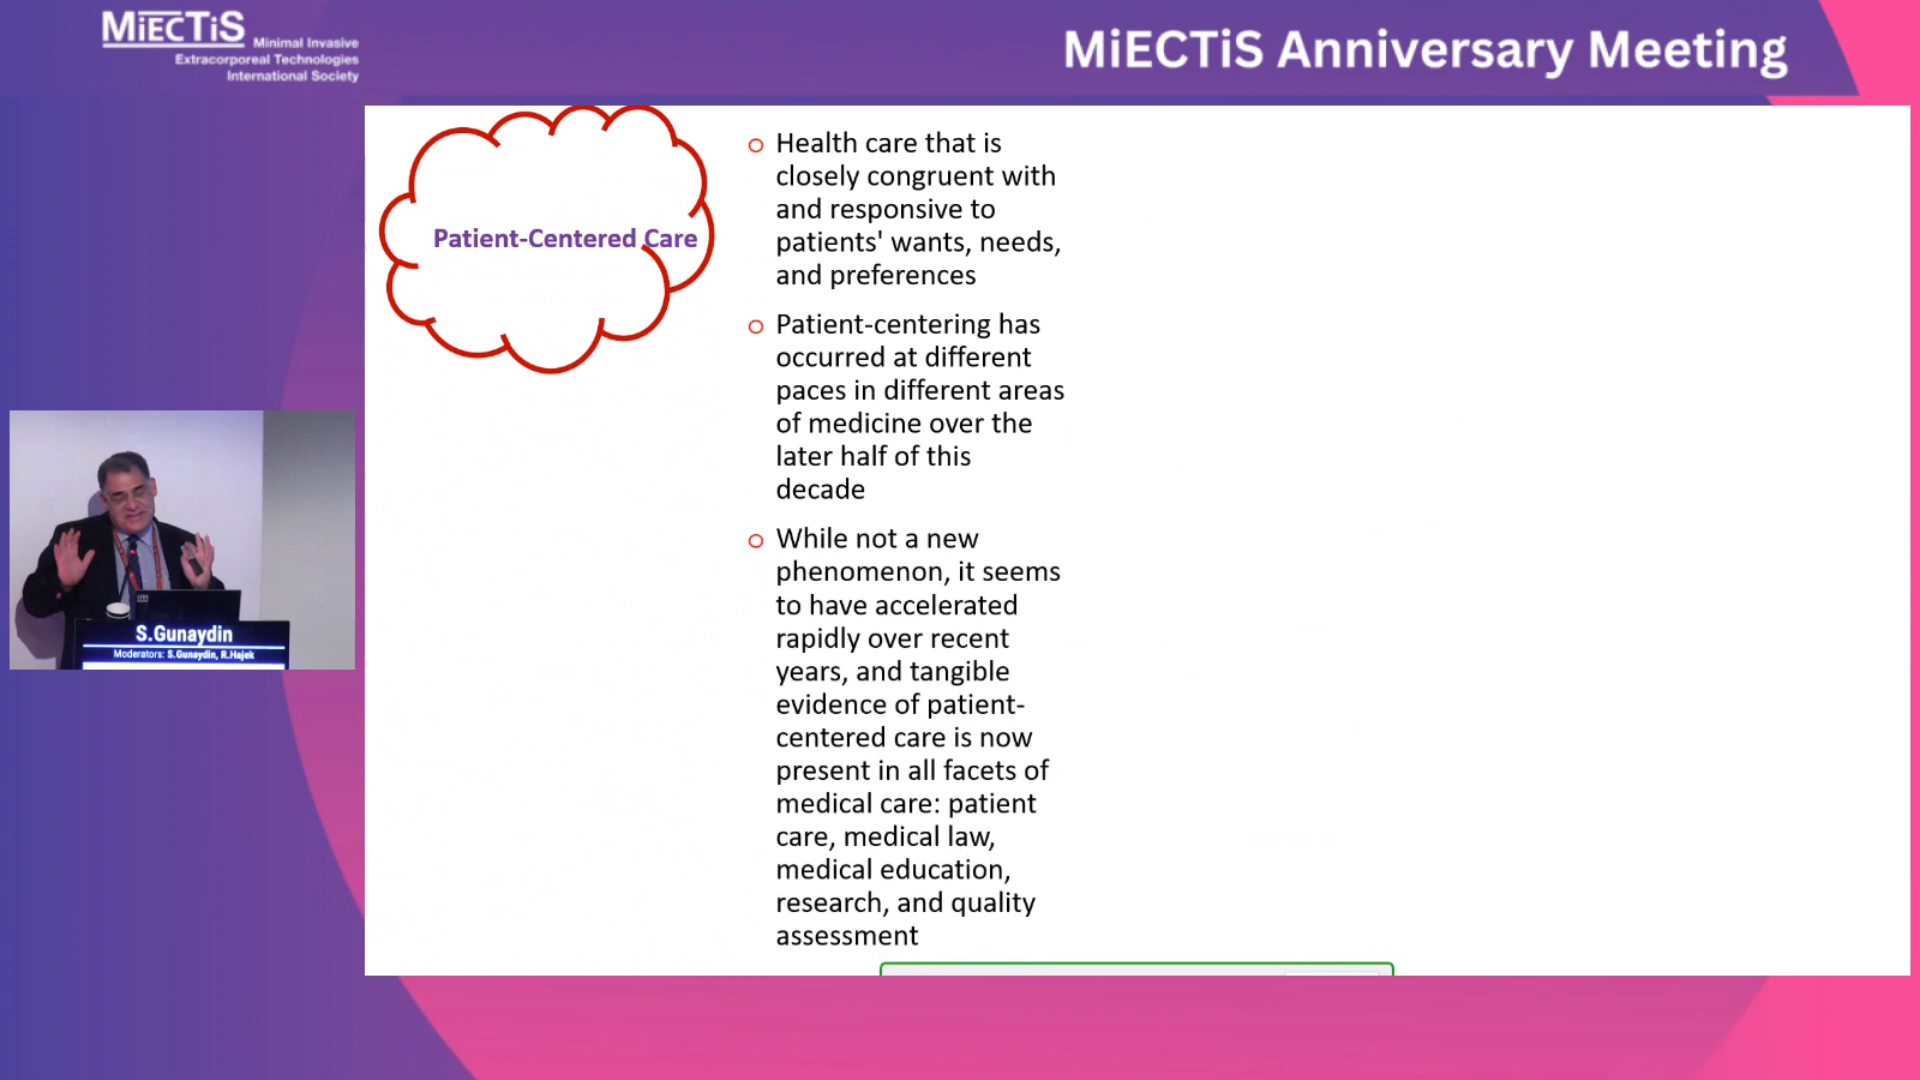 MiECTiS
Minimal Invasive
Extracorporeal Technologies
International Society
MiECTiS Anniversary Meeting
Patient-Centered Care
Health care that is
closely congruent with
and responsive to
patients' wants, needs,
and preferences
Patient-centering has
occurred at different
paces in different areas
of medicine over the
later half of this
decade
While not a new
phenomenon, it seems
to have accelerated
rapidly over recent
years, and tangible
evidence of patient-
centered care is now
present in all facets of
medical care: patient
care, medical law,
medical education,
research, and quality
assessment
S.Gunaydin
Moderators: S.Gunaydin, R.Hajek